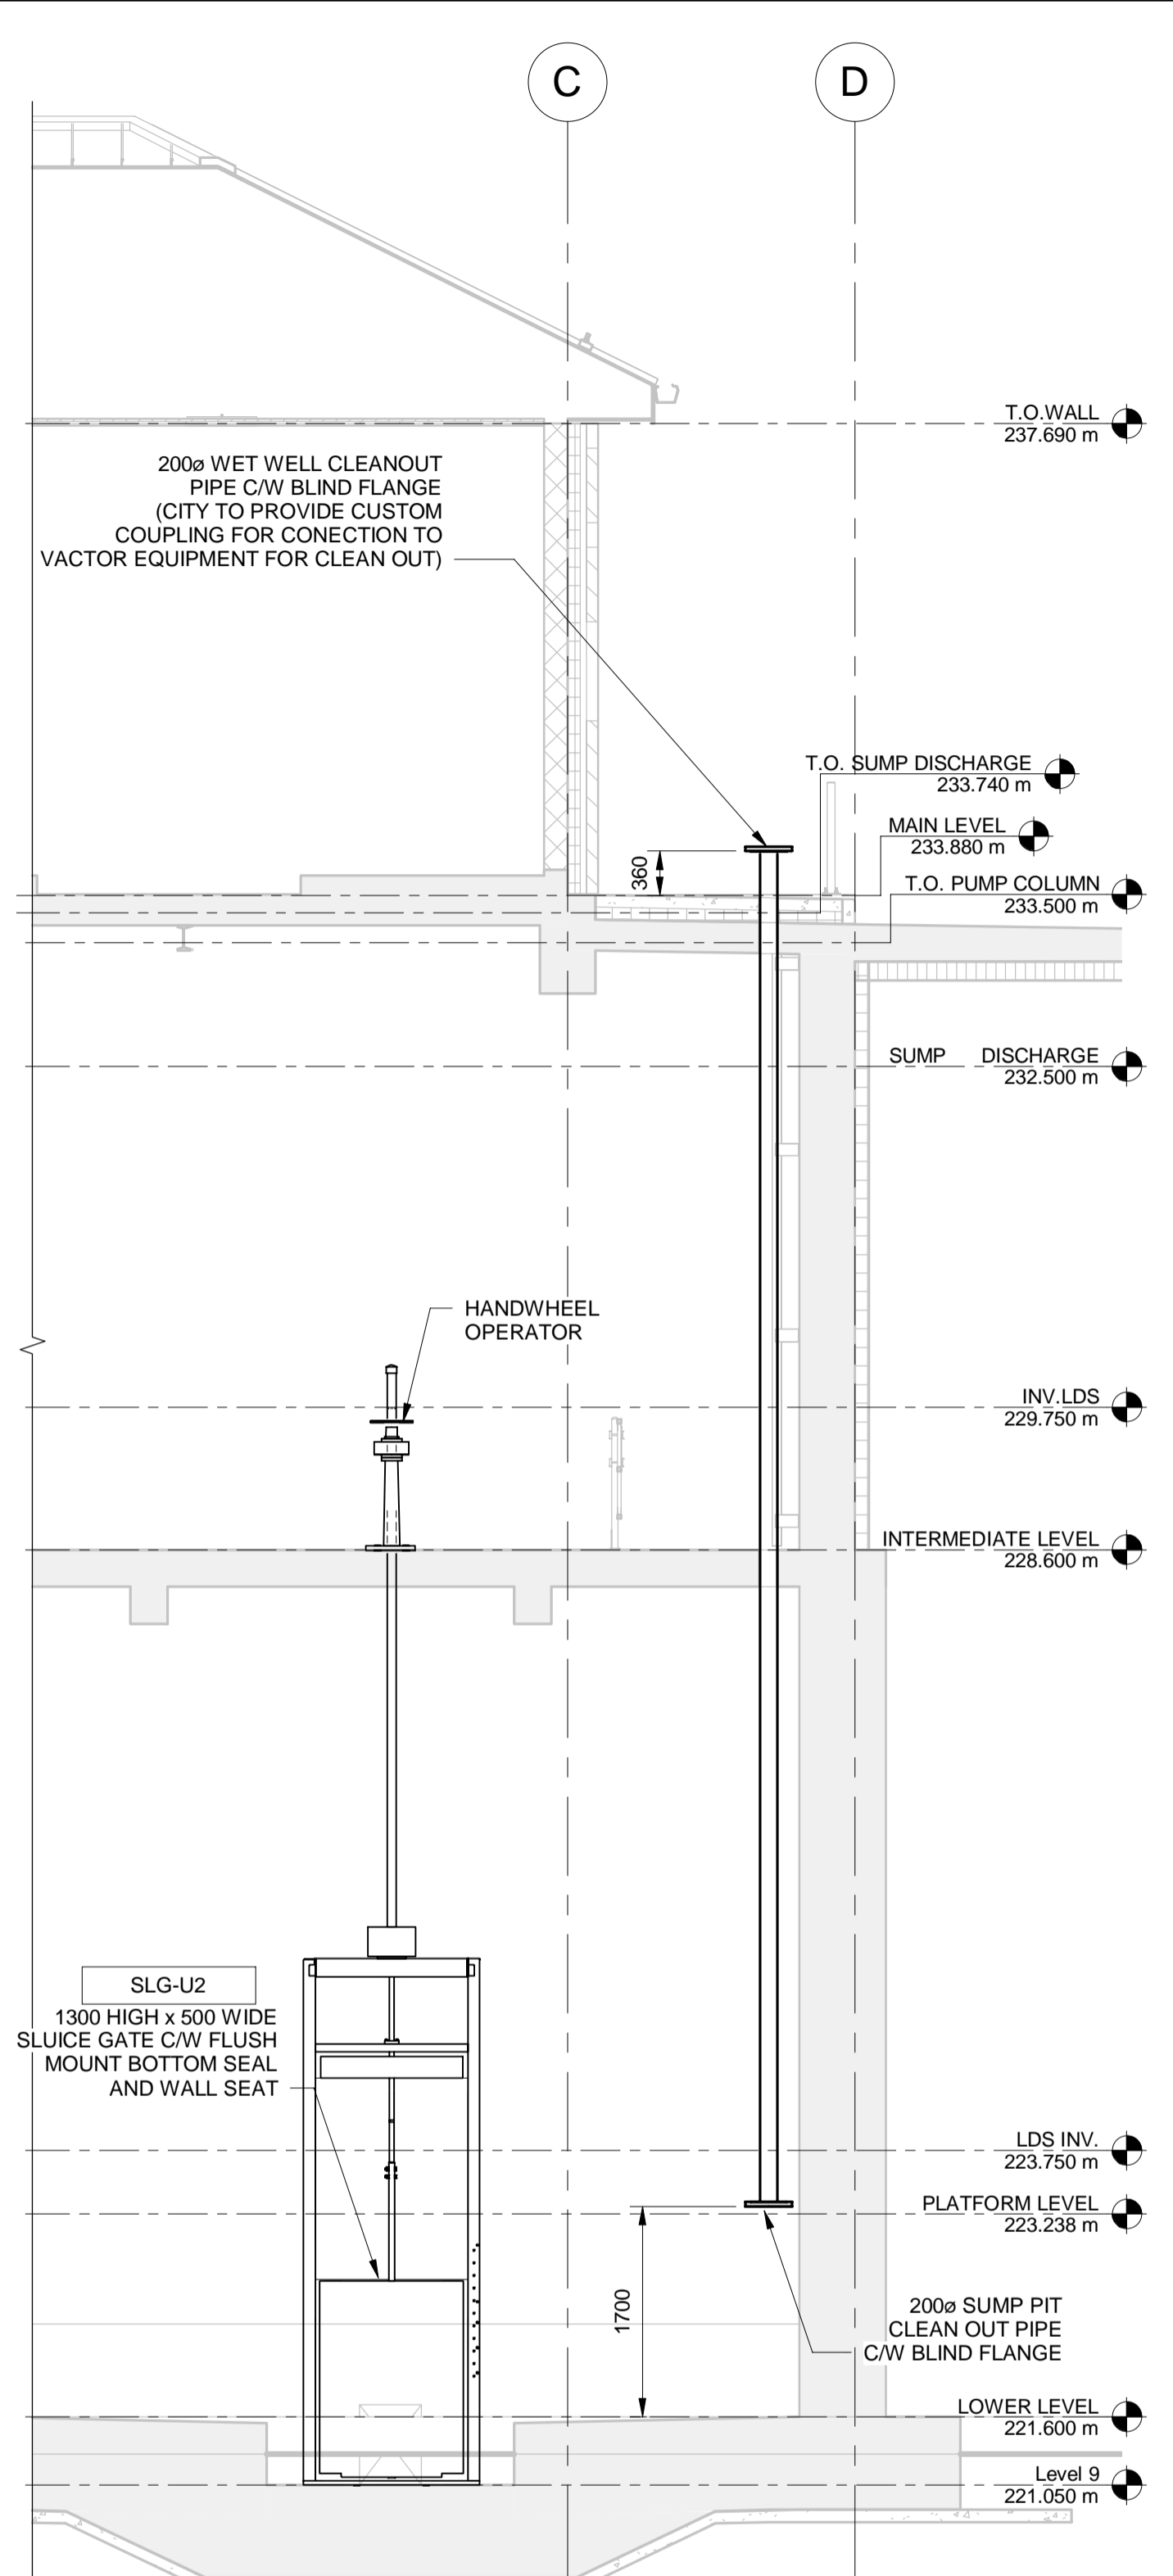 C
D
T.O.WALL
237.690 m
200ø WET WELL CLEANOUT
PIPE C/W BLIND FLANGE
(CITY TO PROVIDE CUSTOM
COUPLING FOR CONECTION TO
VACTOR EQUIPMENT FOR CLEAN OUT)
T.O. SUMP DISCHARGE
233.740 m
MAIN LEVEL
233.880 m
360
T.O. PUMP COLUMN
233.500 m
SUMP DISCHARGE
232.500 m
HANDWHEEL
OPERATOR
INV.LDS
229.750 m
INTERMEDIATE LEVEL
228.600 m
SLG-U2
1300 HIGH x 500 WIDE
SLUICE GATE C/W FLUSH
MOUNT BOTTOM SEAL
AND WALL SEAT
LDS INV.
223.750 m
PLATFORM LEVEL
223.238 m
1700
200ø SUMP PIT
CLEAN OUT PIPE
C/W BLIND FLANGE
LOWER LEVEL
221.600 m
Level 9
221.050 m